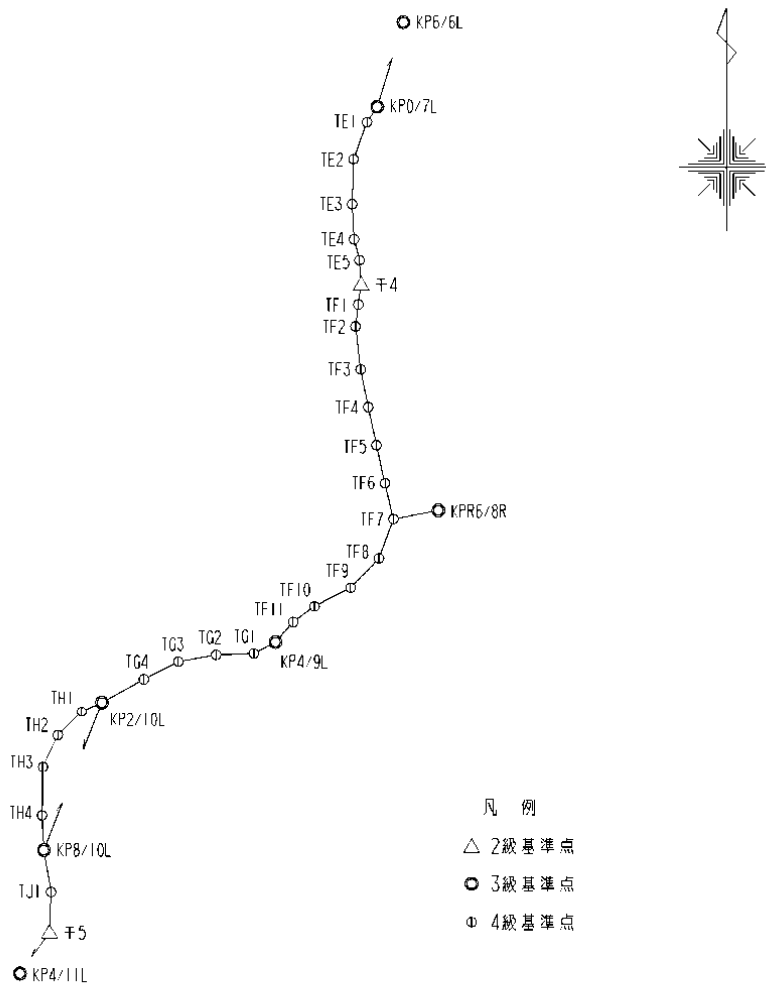 KP6/6L
KP0/7L
TE1
TE2
TE3
TE4
TE5
干4
TF1
TF2
TF3
TF4
TF5
TF6
TF7
KPR6/8R
TF8
TF9
TF10
TF11
KP4/9L
TG1
TG2
TG3
TG4
KP2/10L
TH1
TH2
TH3
TH4
KP8/10L
TJ1
干5
KP4/11L
凡 例
2級基準点
3級基準点
4級基準点